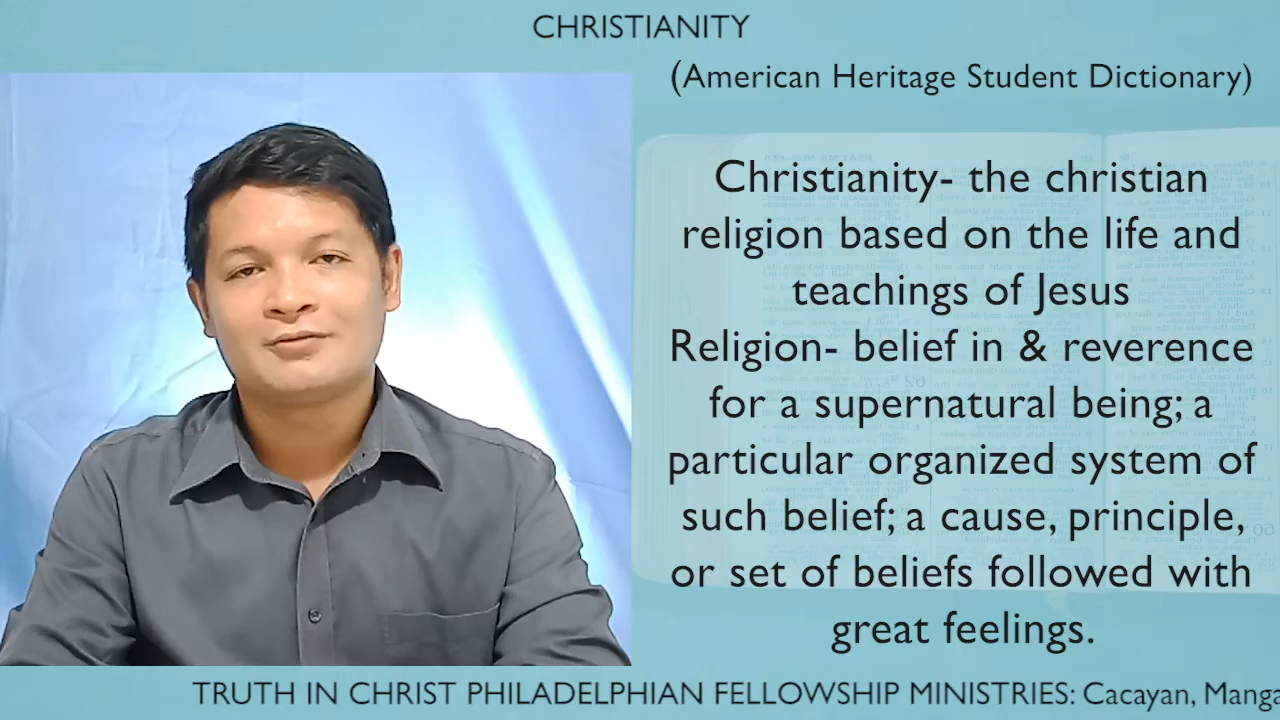 CHRISTIANITY
(American Heritage Student Dictionary)
Christianity- the christian
religion based on the life and
teachings of Jesus
Religion- belief in & reverence
for a supernatural being; a
particular organized system of
such belief; a cause, principle,
or set of beliefs followed with
great feelings.
TRUTH IN CHRIST PHILADELPHIAN FELLOWSHIP MINISTRIES: Cacayan, Manga